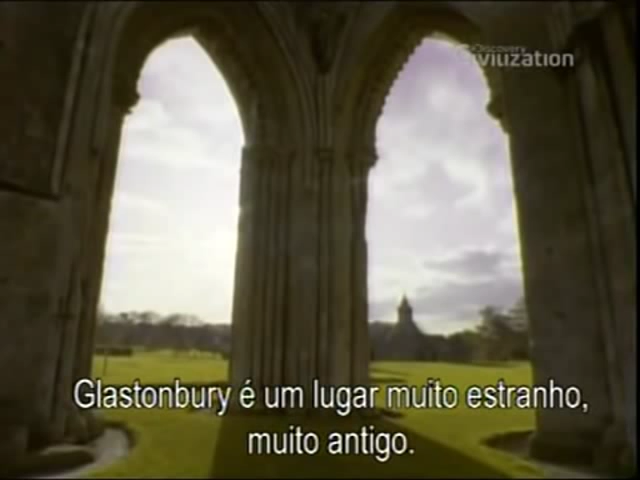 Discovery
Civilization
Glastonbury é um lugar muito estranho,
muito antigo.